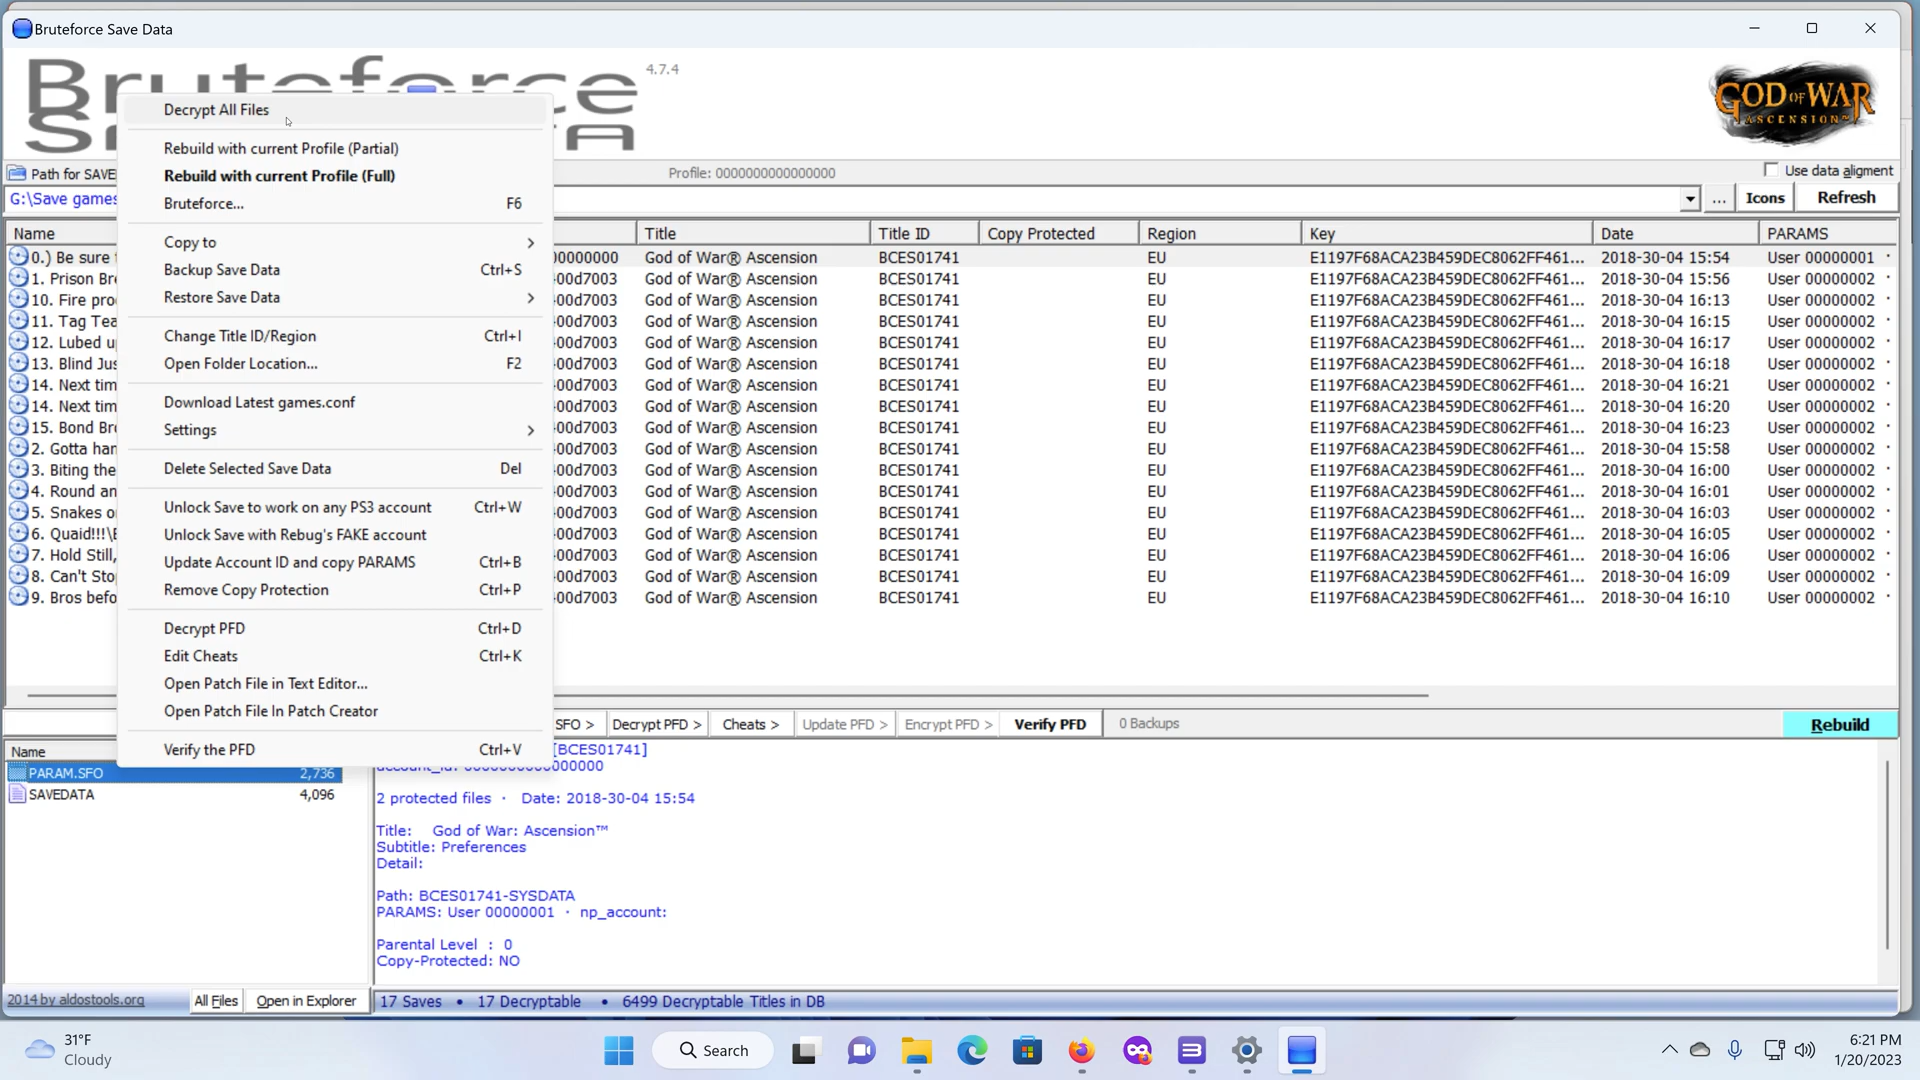 Bruteforce Save Data
Bruteforce
4.7.4
GOD OF WAR
ASCENSION
Path for SAVE
Profile: 0000000000000000
Use data aligment
G:\Save games
...
Icons
Refresh
Decrypt All Files
Rebuild with current Profile (Partial)
Rebuild with current Profile (Full)
Bruteforce... F6
Copy to
Backup Save Data Ctrl+S
Restore Save Data
Change Title ID/Region Ctrl+I
Open Folder Location... F2
Download Latest games.conf
Settings
Delete Selected Save Data Del
Unlock Save to work on any PS3 account Ctrl+W
Unlock Save with Rebug's FAKE account
Update Account ID and copy PARAMS Ctrl+B
Remove Copy Protection Ctrl+P
Decrypt PFD Ctrl+D
Edit Cheats Ctrl+K
Open Patch File in Text Editor...
Open Patch File In Patch Creator
Verify the PFD Ctrl+V
Name Title Title ID Copy Protected Region Key Date PARAMS
0.) Be sure 00000000 God of War® Ascension BCES01741 EU E1197F68ACA23B459DEC8062FF461... 2018-30-04 15:54 User 00000001
1. Prison Bre 00d7003 God of War® Ascension BCES01741 EU E1197F68ACA23B459DEC8062FF461... 2018-30-04 15:56 User 00000002
10. Fire pro 00d7003 God of War® Ascension BCES01741 EU E1197F68ACA23B459DEC8062FF461... 2018-30-04 16:13 User 00000002
11. Tag Tea 00d7003 God of War® Ascension BCES01741 EU E1197F68ACA23B459DEC8062FF461... 2018-30-04 16:15 User 00000002
12. Lubed u 00d7003 God of War® Ascension BCES01741 EU E1197F68ACA23B459DEC8062FF461... 2018-30-04 16:17 User 00000002
13. Blind Jus 00d7003 God of War® Ascension BCES01741 EU E1197F68ACA23B459DEC8062FF461... 2018-30-04 16:18 User 00000002
14. Next tim 00d7003 God of War® Ascension BCES01741 EU E1197F68ACA23B459DEC8062FF461... 2018-30-04 16:21 User 00000002
14. Next tim 00d7003 God of War® Ascension BCES01741 EU E1197F68ACA23B459DEC8062FF461... 2018-30-04 16:20 User 00000002
15. Bond Br 00d7003 God of War® Ascension BCES01741 EU E1197F68ACA23B459DEC8062FF461... 2018-30-04 16:23 User 00000002
2. Gotta han 00d7003 God of War® Ascension BCES01741 EU E1197F68ACA23B459DEC8062FF461... 2018-30-04 15:58 User 00000002
3. Biting the 00d7003 God of War® Ascension BCES01741 EU E1197F68ACA23B459DEC8062FF461... 2018-30-04 16:00 User 00000002
4. Round an 00d7003 God of War® Ascension BCES01741 EU E1197F68ACA23B459DEC8062FF461... 2018-30-04 16:01 User 00000002
5. Snakes o 00d7003 God of War® Ascension BCES01741 EU E1197F68ACA23B459DEC8062FF461... 2018-30-04 16:03 User 00000002
6. Quaid!!!\E 00d7003 God of War® Ascension BCES01741 EU E1197F68ACA23B459DEC8062FF461... 2018-30-04 16:05 User 00000002
7. Hold Still, 00d7003 God of War® Ascension BCES01741 EU E1197F68ACA23B459DEC8062FF461... 2018-30-04 16:06 User 00000002
8. Can't Sto 00d7003 God of War® Ascension BCES01741 EU E1197F68ACA23B459DEC8062FF461... 2018-30-04 16:09 User 00000002
9. Bros befo 00d7003 God of War® Ascension BCES01741 EU E1197F68ACA23B459DEC8062FF461... 2018-30-04 16:10 User 00000002
SFO > Decrypt PFD > Cheats > Update PFD > Encrypt PFD > Verify PFD 0 Backups Rebuild
Name
PARAM.SFO 2,736
SAVEDATA 4,096
[BCES01741]
account_id: 0000000000000000
2 protected files · Date: 2018-30-04 15:54
Title: God of War: Ascension™
Subtitle: Preferences
Detail:
Path: BCES01741-SYSDATA
PARAMS: User 00000001 · np_account:
Parental Level : 0
Copy-Protected: NO
2014 by aldostools.org All Files Open in Explorer 17 Saves • 17 Decryptable • 6499 Decryptable Titles in DB
31°F
Cloudy
Search
6:21 PM
1/20/2023